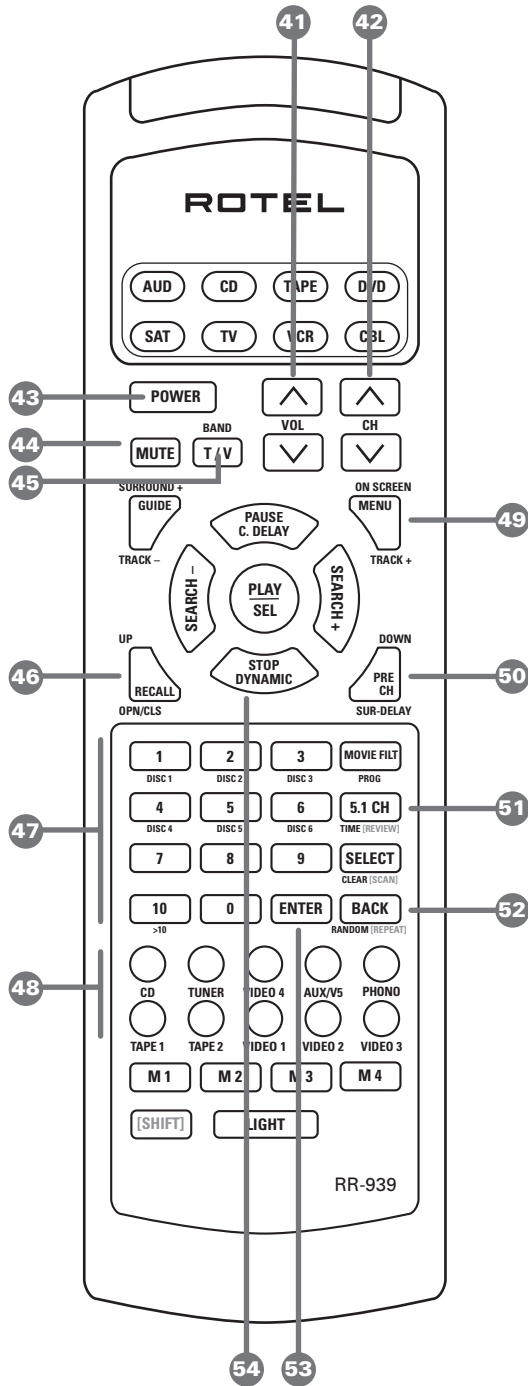 41 42
ROTEL
AUD CD TAPE DVD
SAT TV VCR CBL
43 POWER
BAND VOL CH
44 MUTE T/V
45
SURROUND + ON SCREEN
GUIDE PAUSE MENU
C. DELAY 49
TRACK – TRACK +
SEARCH – PLAY SEARCH +
SEL
UP DOWN
46 STOP PRE 50
RECALL DYNAMIC CH
OPN/CLS SUR-DELAY
1 2 3 MOVIE FILT
DISC 1 DISC 2 DISC 3 PROG
4 5 6 5.1 CH 51
DISC 4 DISC 5 DISC 6 TIME [REVIEW]
47
7 8 9 SELECT
CLEAR [SCAN]
10 0 ENTER BACK 52
>10 RANDOM [REPEAT]
48
CD TUNER VIDEO 4 AUX/V5 PHONO
TAPE 1 TAPE 2 VIDEO 1 VIDEO 2 VIDEO 3
M 1 M 2 M 3 M 4
[SHIFT] LIGHT
RR-939
54 53